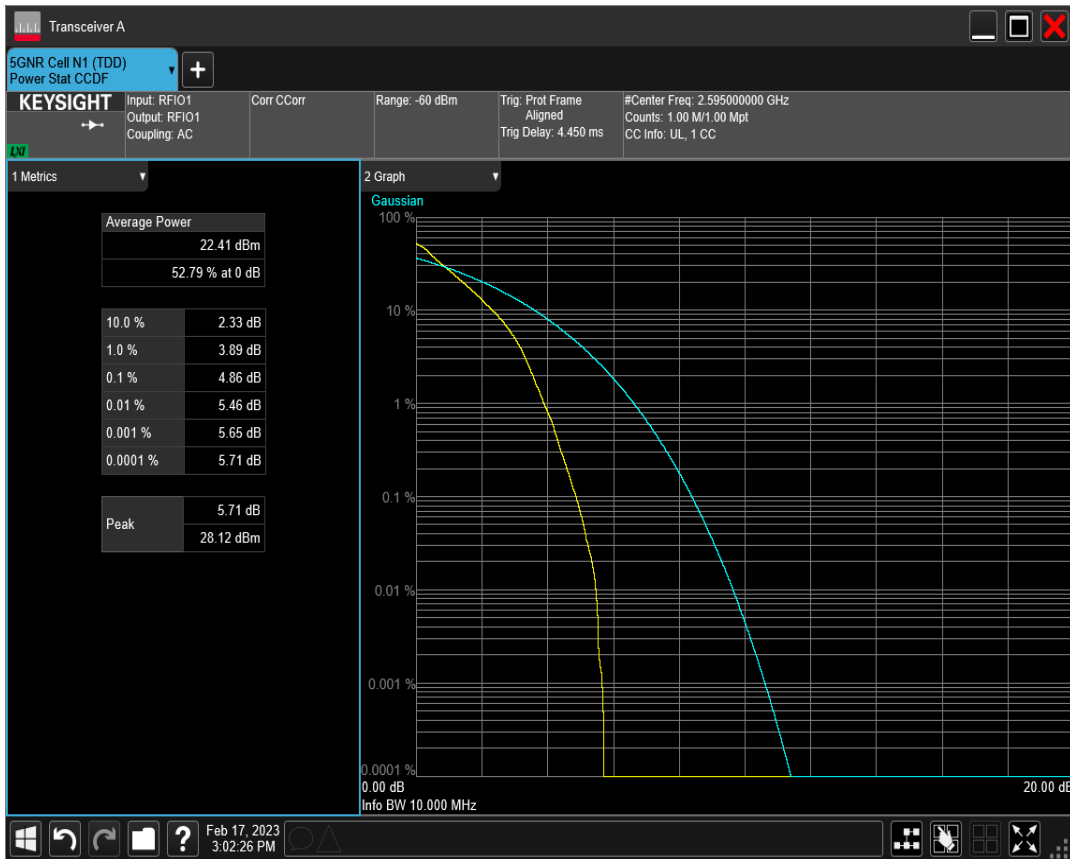 Transceiver A
5GNR Cell N1 (TDD)
Power Stat CCDF
KEYSIGHT
LXI
Input: RFIO1
Output: RFIO1
Coupling: AC
Corr CCorr
Range: -60 dBm
Trig: Prot Frame
Aligned
Trig Delay: 4.450 ms
#Center Freq: 2.595000000 GHz
Counts: 1.00 M/1.00 Mpt
CC Info: UL, 1 CC
1 Metrics
Average Power
22.41 dBm
52.79 % at 0 dB
10.0 % 2.33 dB
1.0 % 3.89 dB
0.1 % 4.86 dB
0.01 % 5.46 dB
0.001 % 5.65 dB
0.0001 % 5.71 dB
Peak
5.71 dB
28.12 dBm
2 Graph
Gaussian
100 %
10 %
1 %
0.1 %
0.01 %
0.001 %
0.0001 %
0.00 dB
20.00 dB
Info BW 10.000 MHz
?
Feb 17, 2023
3:02:26 PM